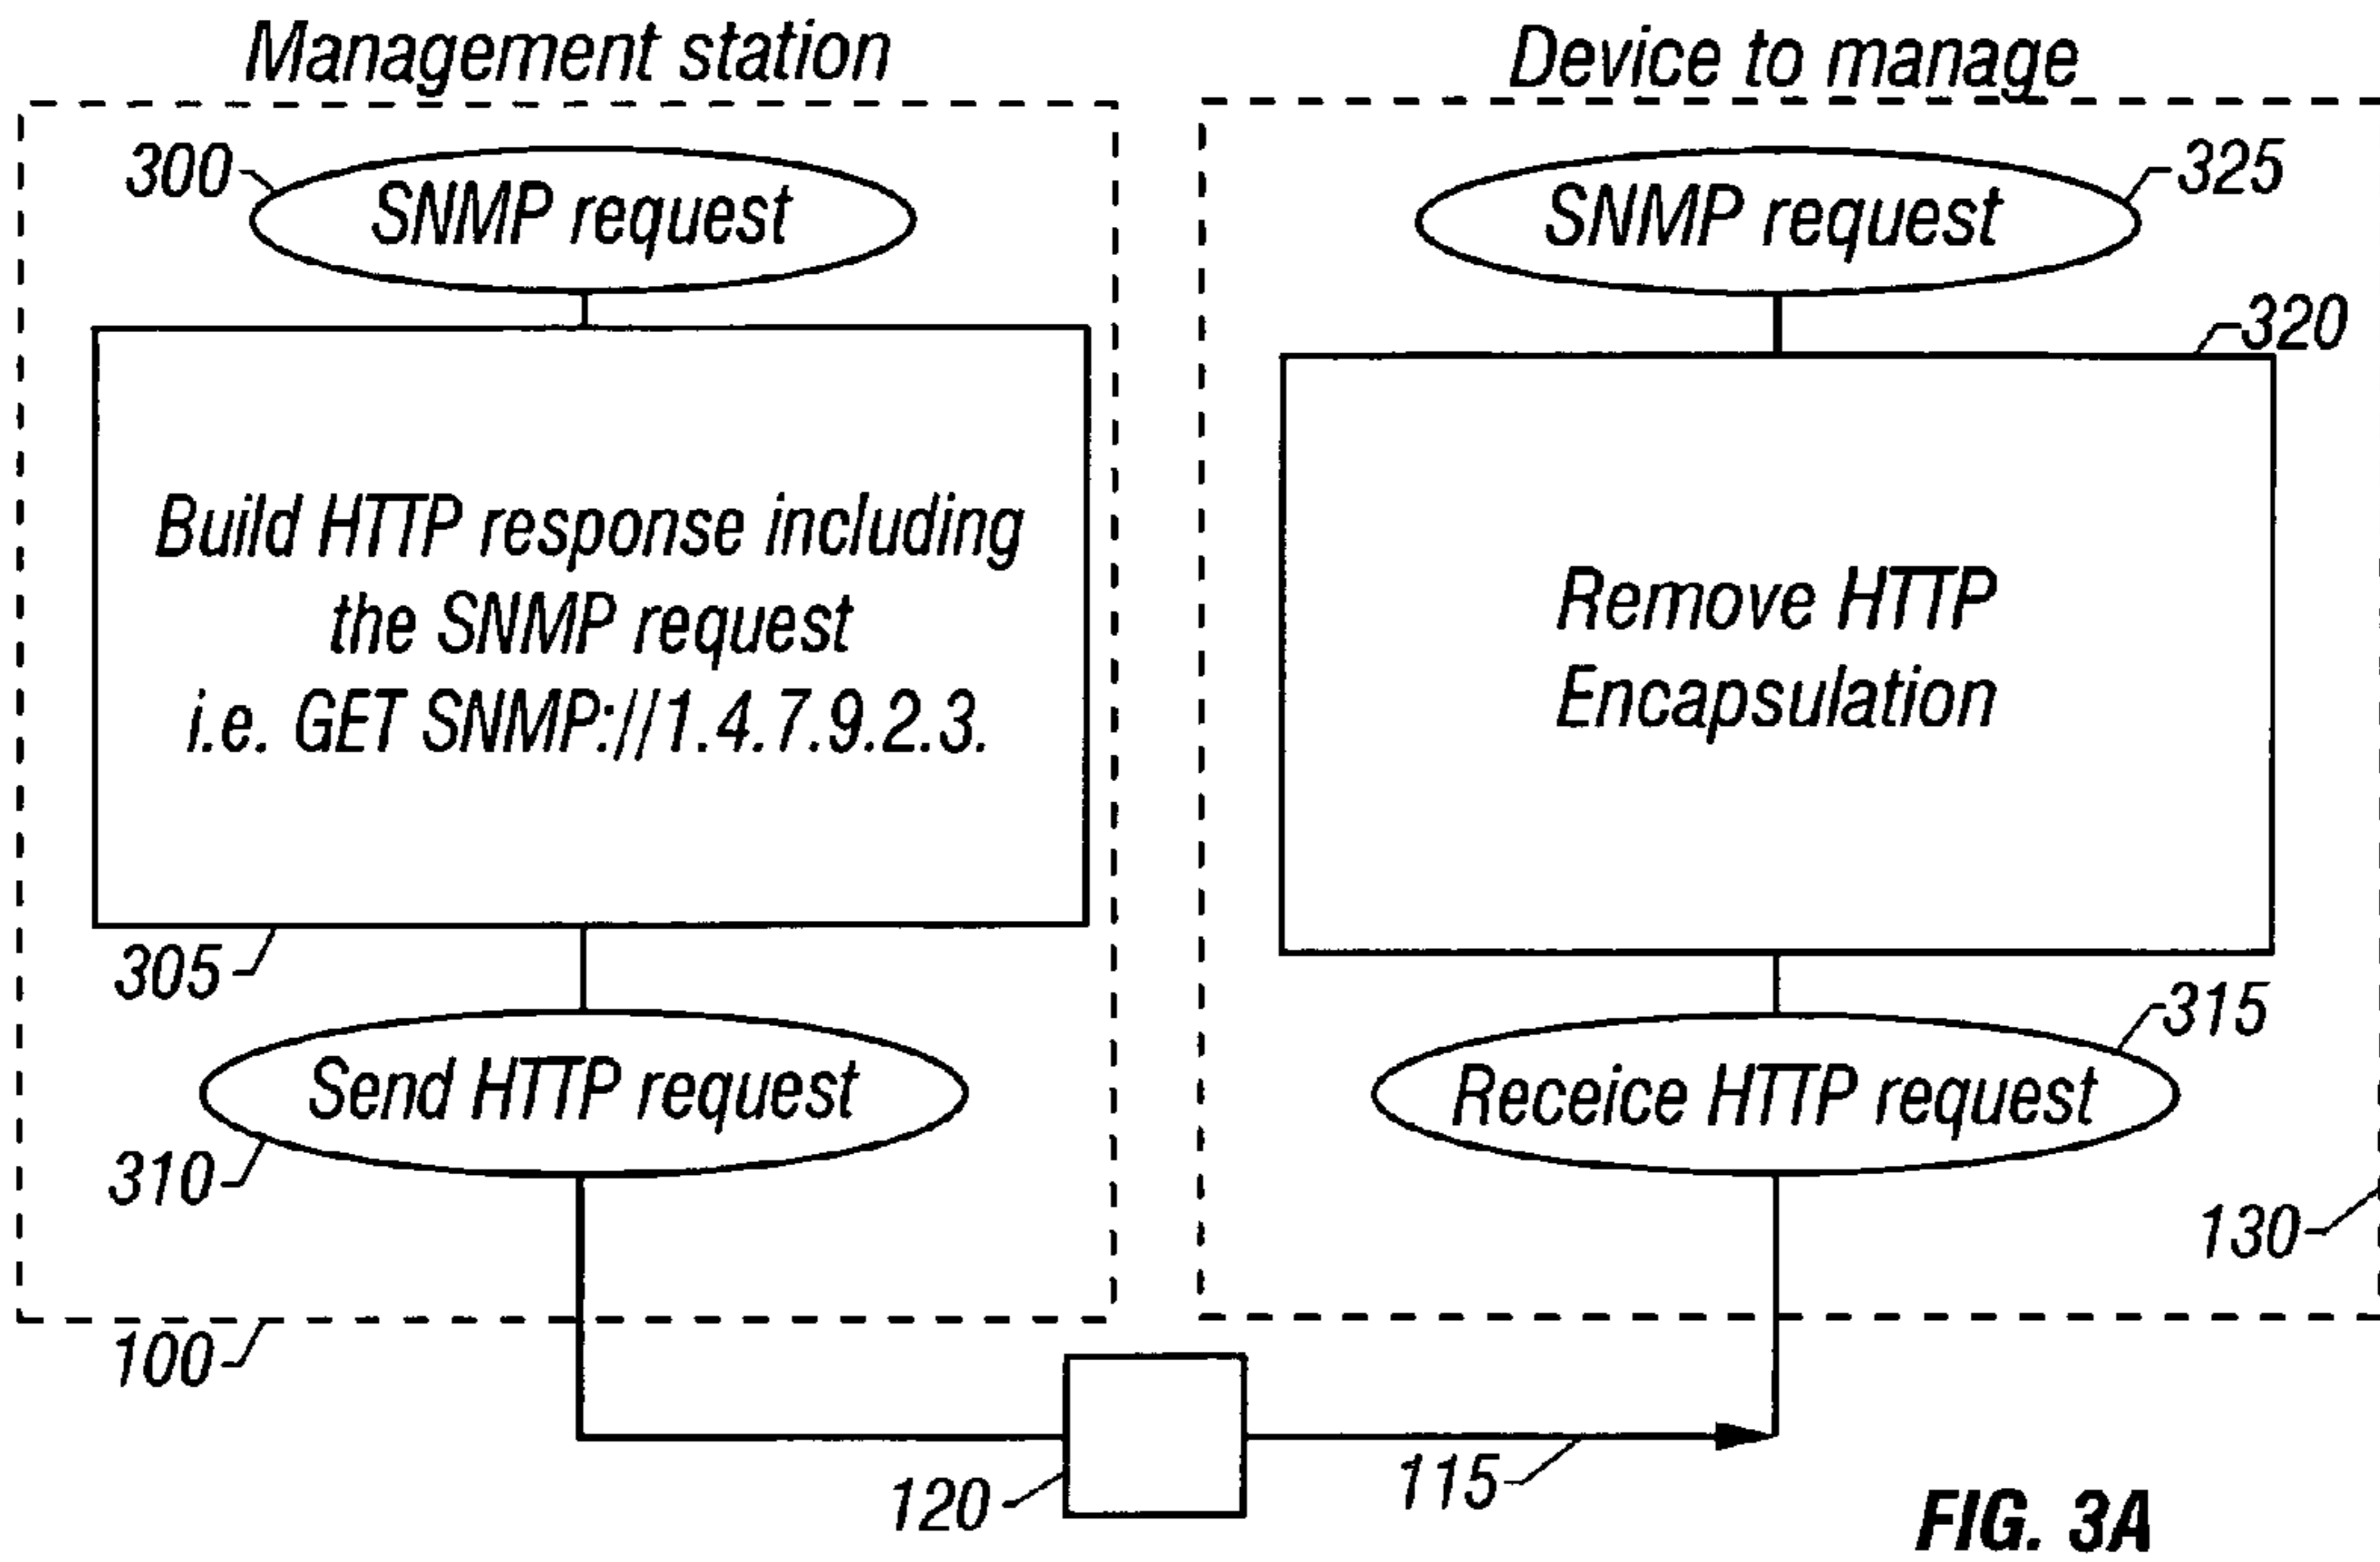 Management station
300
SNMP request
Build HTTP response including
the SNMP request
i.e. GET SNMP://1.4.7.9.2.3.
305
Send HTTP request
310
100
Device to manage
325
SNMP request
320
Remove HTTP
Encapsulation
315
Receice HTTP request
130
120
115
FIG. 3A